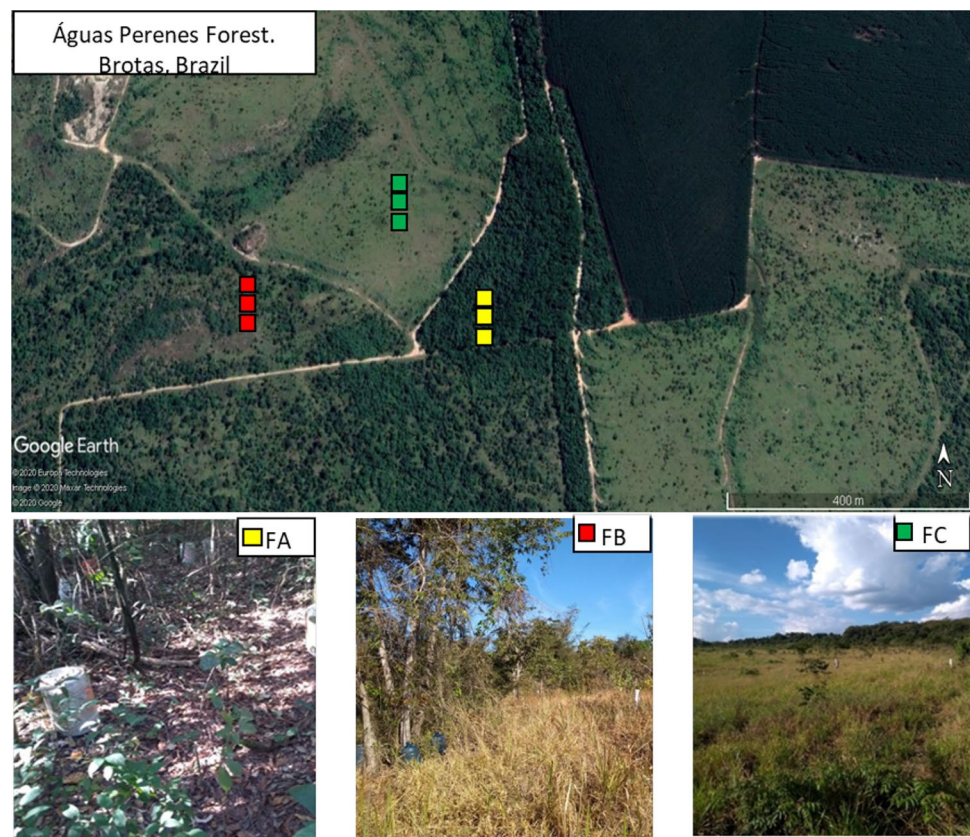 Águas Perenes Forest.
Brotas. Brazil
Google Earth
© 2020 Europa Technologies
Image © 2020 Maxar Technologies
© 2020 Google
N
400 m
FA
FB
FC